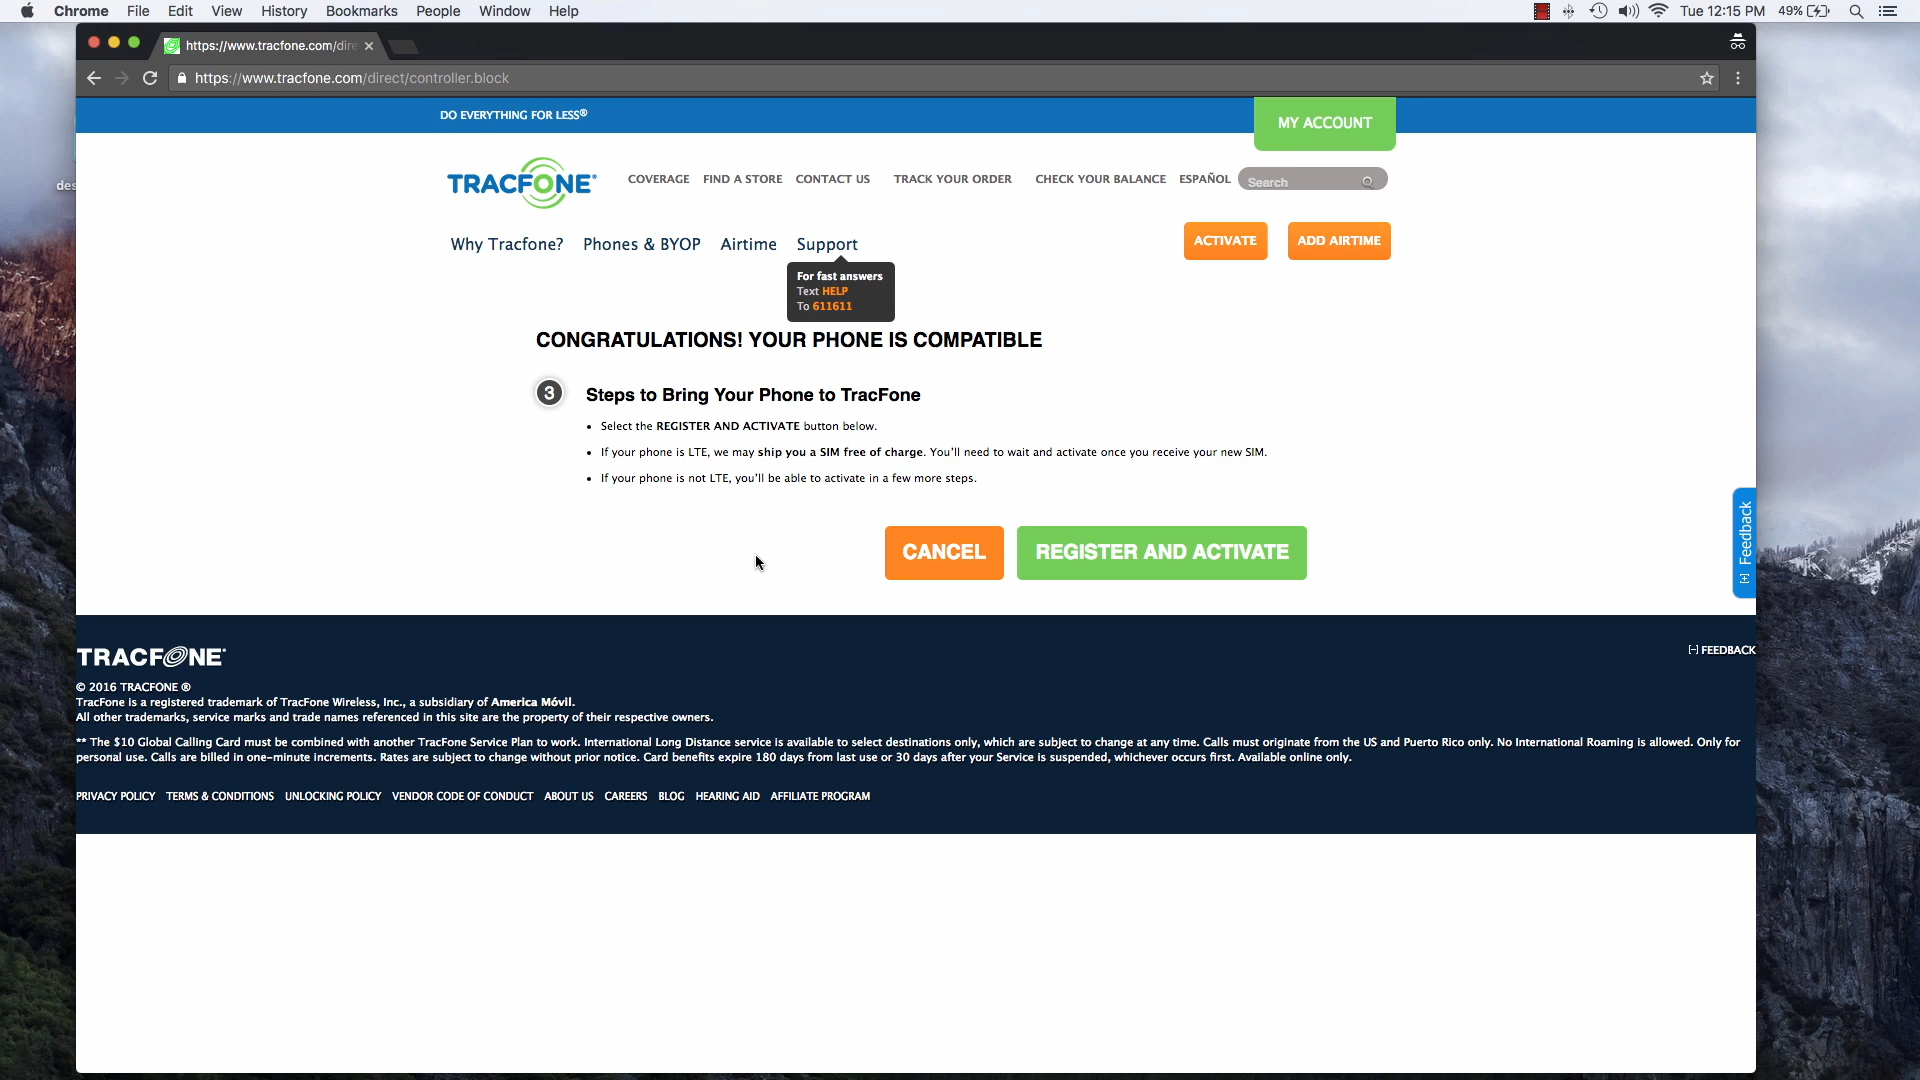 Chrome File Edit View History Bookmarks People Window Help Tue 12:15 PM 49%
https://www.tracfone.com/dire
https://www.tracfone.com/direct/controller.block
des
DO EVERYTHING FOR LESS®
MY ACCOUNT
TRACFONE
COVERAGE FIND A STORE CONTACT US TRACK YOUR ORDER CHECK YOUR BALANCE ESPAÑOL Search
Why Tracfone? Phones & BYOP Airtime Support
ACTIVATE ADD AIRTIME
For fast answers
Text HELP
To 611611
CONGRATULATIONS! YOUR PHONE IS COMPATIBLE
3 Steps to Bring Your Phone to TracFone
• Select the REGISTER AND ACTIVATE button below.
• If your phone is LTE, we may ship you a SIM free of charge. You'll need to wait and activate once you receive your new SIM.
• If your phone is not LTE, you'll be able to activate in a few more steps.
CANCEL REGISTER AND ACTIVATE
[+] Feedback
TRACFONE®
[-] FEEDBACK
© 2016 TRACFONE ®
TracFone is a registered trademark of TracFone Wireless, Inc., a subsidiary of America Móvil.
All other trademarks, service marks and trade names referenced in this site are the property of their respective owners.
** The $10 Global Calling Card must be combined with another TracFone Service Plan to work. International Long Distance service is available to select destinations only, which are subject to change at any time. Calls must originate from the US and Puerto Rico only. No International Roaming is allowed. Only for
personal use. Calls are billed in one-minute increments. Rates are subject to change without prior notice. Card benefits expire 180 days from last use or 30 days after your Service is suspended, whichever occurs first. Available online only.
PRIVACY POLICY TERMS & CONDITIONS UNLOCKING POLICY VENDOR CODE OF CONDUCT ABOUT US CAREERS BLOG HEARING AID AFFILIATE PROGRAM